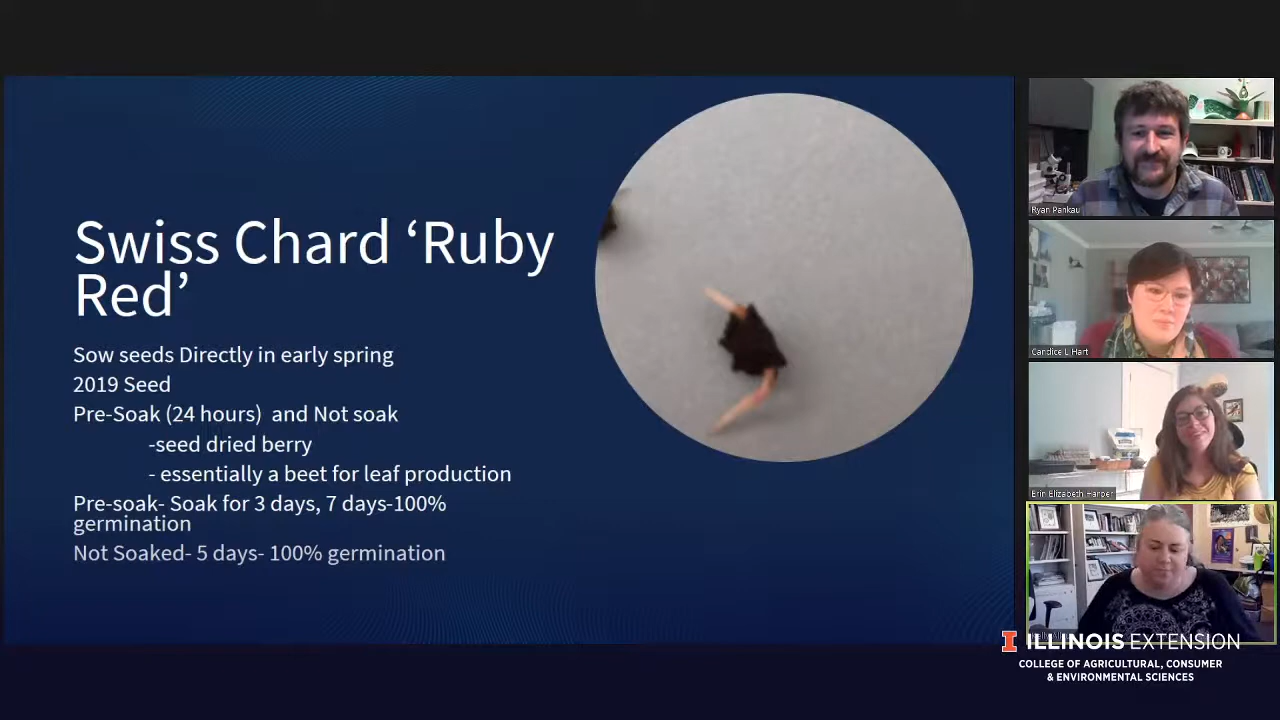 Swiss Chard ‘Ruby
Red’
Sow seeds Directly in early spring
2019 Seed
Pre-Soak (24 hours)  and Not soak
-seed dried berry
- essentially a beet for leaf production
Pre-soak- Soak for 3 days, 7 days-100%
germination
Not Soaked- 5 days- 100% germination
Ryan Pankau
Candice L Hart
Erin Elizabeth Harper
I ILLINOIS EXTENSION
COLLEGE OF AGRICULTURAL, CONSUMER
& ENVIRONMENTAL SCIENCES